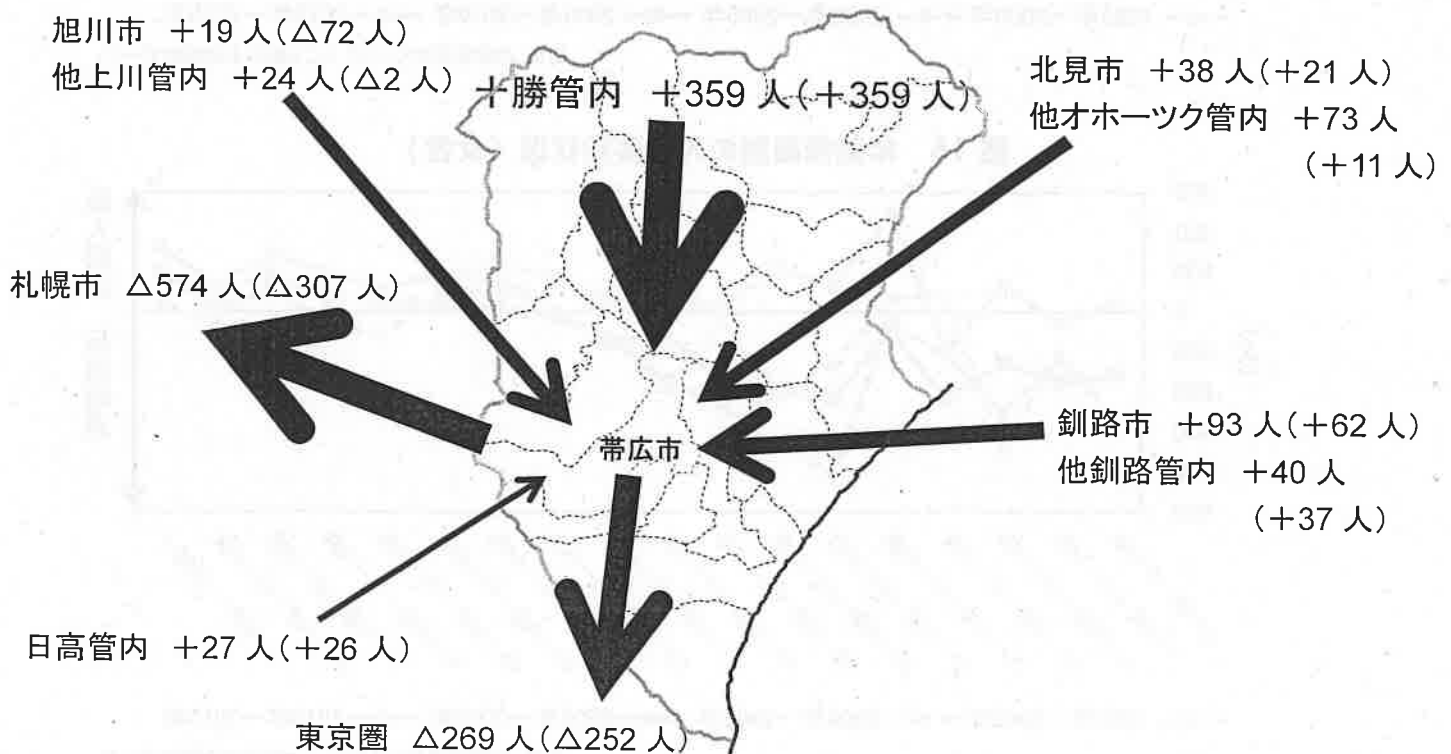 旭川市 +19人(△72人)
他上川管内 +24人(△2人)
十勝管内 +359人(+359人)
北見市 +38人(+21人)
他オホーツク管内 +73人
(+11人)
札幌市 △574人(△307人)
帯広市
釧路市 +93人(+62人)
他釧路管内 +40人
(+37人)
日高管内 +27人(+26人)
東京圏 △269人(△252人)